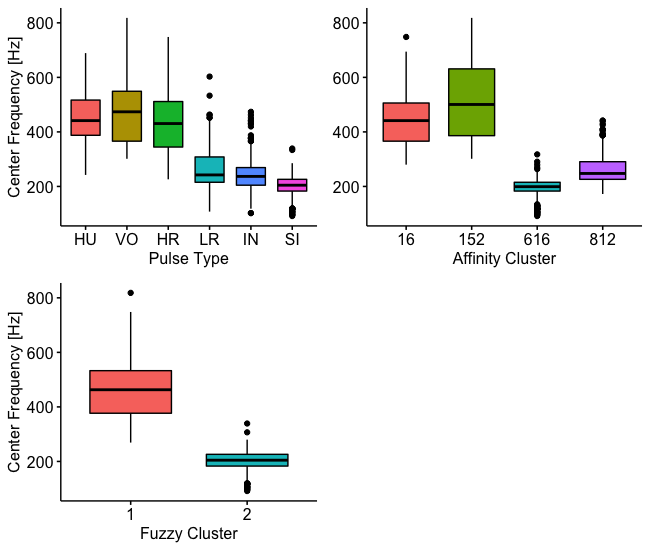 Center Frequency [Hz]
800
600
400
200
HU VO HR LR IN SI
Pulse Type
800
600
400
200
16 152 616 812
Affinity Cluster
Center Frequency [Hz]
800
600
400
200
1 2
Fuzzy Cluster